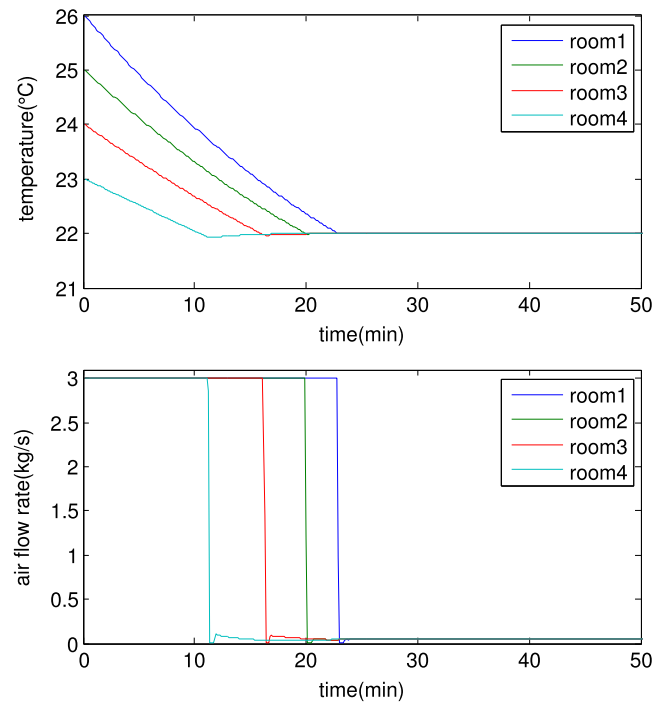 26
25
24
23
22
21
temperature(°C)
room1
room2
room3
room4
0
10
20
30
40
50
time(min)
3
2.5
2
1.5
1
0.5
0
air flow rate(kg/s)
room1
room2
room3
room4
0
10
20
30
40
50
time(min)